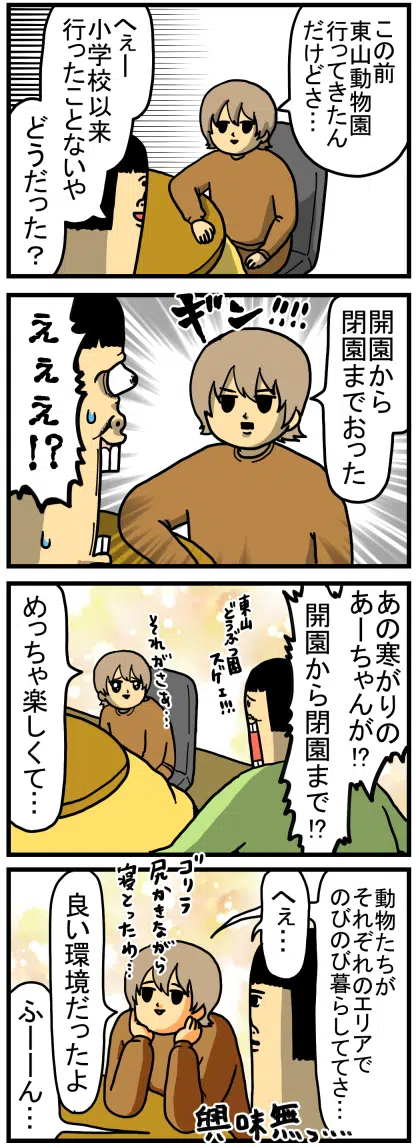 この前
東山動物園
行ってきたん
だけどさ…
へぇー
小学校以来
行ったことないや
どうだった？
ギン!!!!
開園から
閉園までおった
えぇえ!?
あの寒がりの
あーちゃんが!?
開園から閉園まで!?
東山
どうぶつ園
スゲェ!!!
それがさぁ…
めっちゃ楽しくて…
動物たちが
それぞれのエリアで
のびのび暮らしててさ…
へぇ…
ゴリラ
尻かきながら
寝とったわ…
良い環境だったよ
ふーーん…
興味無っ……